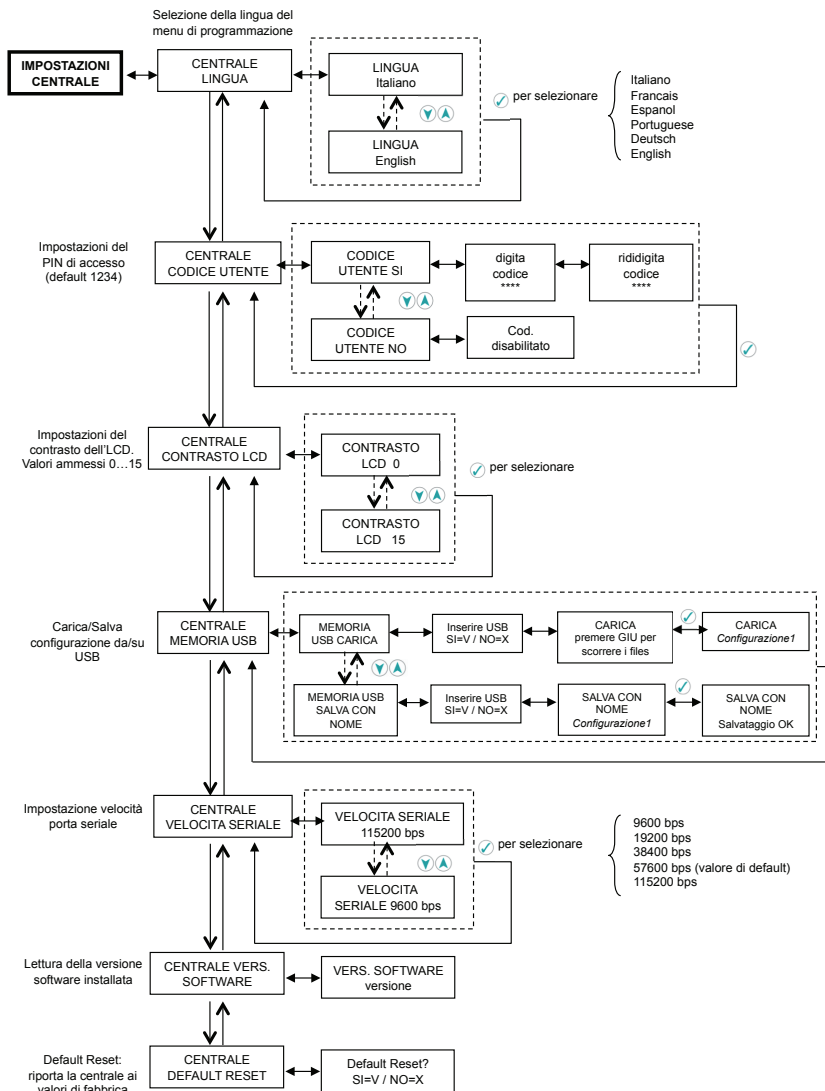 Selezione della lingua del
menu di programmazione
IMPOSTAZIONI
CENTRALE
CENTRALE
LINGUA
LINGUA
Italiano
LINGUA
English
per selezionare
Italiano
Francais
Espanol
Portuguese
Deutsch
English
Impostazioni del
PIN di accesso
(default 1234)
CENTRALE
CODICE UTENTE
CODICE
UTENTE SI
digita
codice
****
rididigita
codice
****
CODICE
UTENTE NO
Cod.
disabilitato
Impostazioni del
contrasto dell'LCD.
Valori ammessi 0…15
CENTRALE
CONTRASTO LCD
CONTRASTO
LCD 0
CONTRASTO
LCD 15
per selezionare
Carica/Salva
configurazione da/su
USB
CENTRALE
MEMORIA USB
MEMORIA
USB CARICA
Inserire USB
SI=V / NO=X
CARICA
premere GIU per
scorrere i files
CARICA
Configurazione1
MEMORIA USB
SALVA CON
NOME
Inserire USB
SI=V / NO=X
SALVA CON
NOME
Configurazione1
SALVA CON
NOME
Salvataggio OK
Impostazione velocità
porta seriale
CENTRALE
VELOCITA SERIALE
VELOCITA SERIALE
115200 bps
VELOCITA
SERIALE 9600 bps
per selezionare
9600 bps
19200 bps
38400 bps
57600 bps (valore di default)
115200 bps
Lettura della versione
software installata
CENTRALE VERS.
SOFTWARE
VERS. SOFTWARE
versione
Default Reset:
riporta la centrale ai
valori di fabbrica
CENTRALE
DEFAULT RESET
Default Reset?
SI=V / NO=X